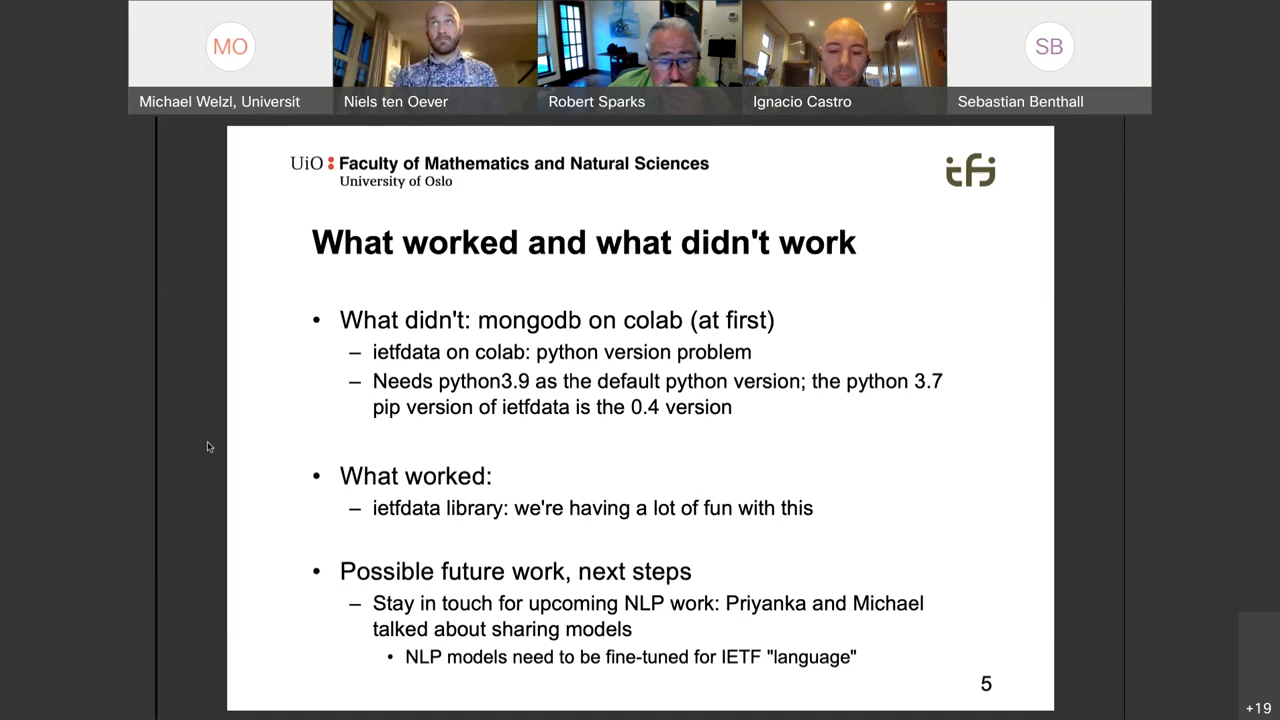 MO
SB
Michael Welzl, Universit
Niels ten Oever
Robert Sparks
Ignacio Castro
Sebastian Benthall
UiO: Faculty of Mathematics and Natural Sciences
University of Oslo
ifi
What worked and what didn't work
• What didn't: mongodb on colab (at first)
– ietfdata on colab: python version problem
– Needs python3.9 as the default python version; the python 3.7
pip version of ietfdata is the 0.4 version
• What worked:
– ietfdata library: we're having a lot of fun with this
• Possible future work, next steps
– Stay in touch for upcoming NLP work: Priyanka and Michael
talked about sharing models
• NLP models need to be fine-tuned for IETF "language"
5
+19